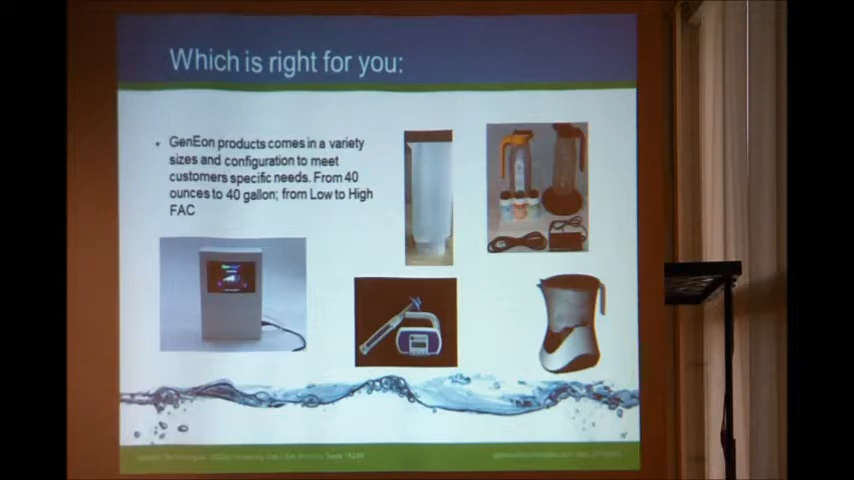 Which is right for you:
• GenEon products comes in a variety
sizes and configuration to meet
customers specific needs. From 40
ounces to 40 gallon; from Low to High
FAC